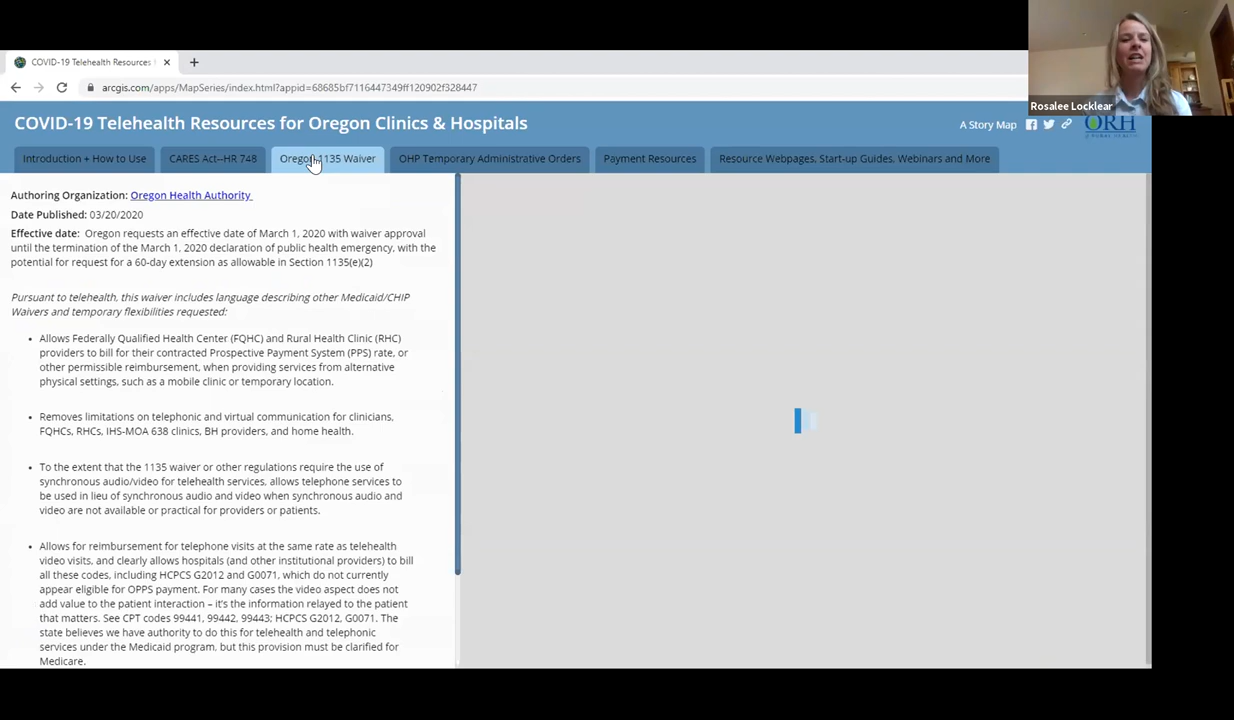 COVID-19 Telehealth Resources
arcgis.com/apps/MapSeries/index.html?appid=68685bf7116447349ff120902f328447
Rosalee Locklear
COVID-19 Telehealth Resources for Oregon Clinics & Hospitals
A Story Map
ORH
Introduction + How to Use
CARES Act--HR 748
Oregon 1135 Waiver
OHP Temporary Administrative Orders
Payment Resources
Resource Webpages, Start-up Guides, Webinars and More
Authoring Organization: Oregon Health Authority
Date Published: 03/20/2020
Effective date: Oregon requests an effective date of March 1, 2020 with waiver approval
until the termination of the March 1, 2020 declaration of public health emergency, with the
potential for request for a 60-day extension as allowable in Section 1135(e)(2)
Pursuant to telehealth, this waiver includes language describing other Medicaid/CHIP
Waivers and temporary flexibilities requested:
• Allows Federally Qualified Health Center (FQHC) and Rural Health Clinic (RHC)
providers to bill for their contracted Prospective Payment System (PPS) rate, or
other permissible reimbursement, when providing services from alternative
physical settings, such as a mobile clinic or temporary location.
• Removes limitations on telephonic and virtual communication for clinicians,
FQHCs, RHCs, IHS-MOA 638 clinics, BH providers, and home health.
• To the extent that the 1135 waiver or other regulations require the use of
synchronous audio/video for telehealth services, allows telephone services to
be used in lieu of synchronous audio and video when synchronous audio and
video are not available or practical for providers or patients.
• Allows for reimbursement for telephone visits at the same rate as telehealth
video visits, and clearly allows hospitals (and other institutional providers) to bill
all these codes, including HCPCS G2012 and G0071, which do not currently
appear eligible for OPPS payment. For many cases the video aspect does not
add value to the patient interaction – it's the information relayed to the patient
that matters. See CPT codes 99441, 99442, 99443; HCPCS G2012, G0071. The
state believes we have authority to do this for telehealth and telephonic
services under the Medicaid program, but this provision must be clarified for
Medicare.